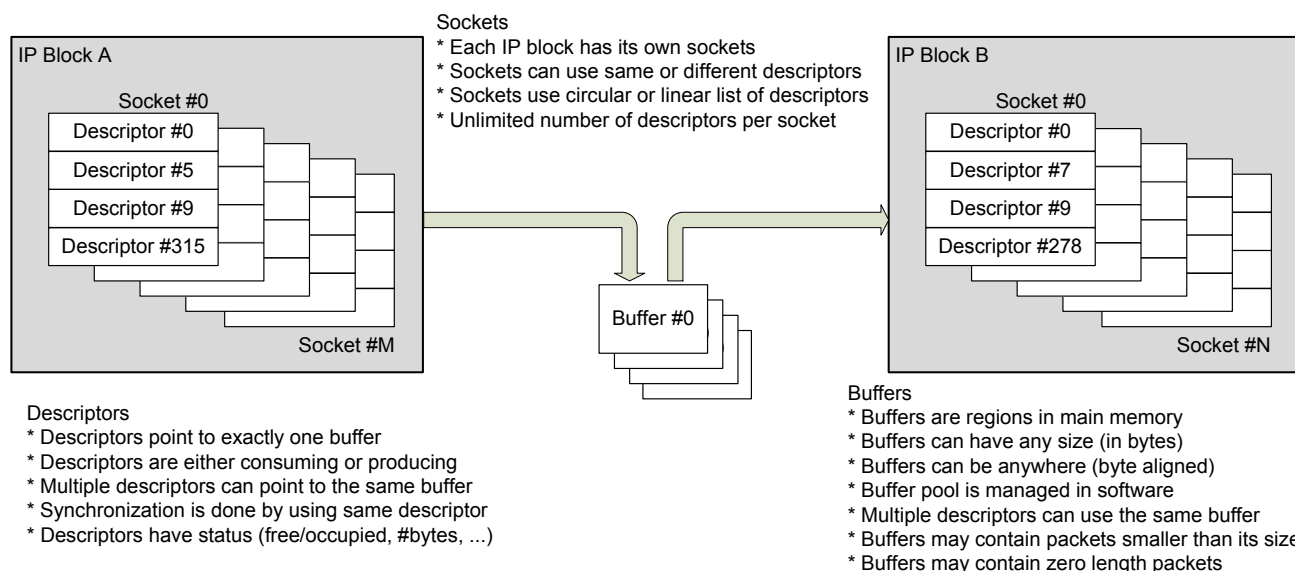 Sockets
* Each IP block has its own sockets
* Sockets can use same or different descriptors
* Sockets use circular or linear list of descriptors
* Unlimited number of descriptors per socket
IP Block A
Socket #0
Descriptor #0
Descriptor #5
Descriptor #9
Descriptor #315
Socket #M
Buffer #0
IP Block B
Socket #0
Descriptor #0
Descriptor #7
Descriptor #9
Descriptor #278
Socket #N
Descriptors
* Descriptors point to exactly one buffer
* Descriptors are either consuming or producing
* Multiple descriptors can point to the same buffer
* Synchronization is done by using same descriptor
* Descriptors have status (free/occupied, #bytes, ...)
Buffers
* Buffers are regions in main memory
* Buffers can have any size (in bytes)
* Buffers can be anywhere (byte aligned)
* Buffer pool is managed in software
* Multiple descriptors can use the same buffer
* Buffers may contain packets smaller than its size
* Buffers may contain zero length packets